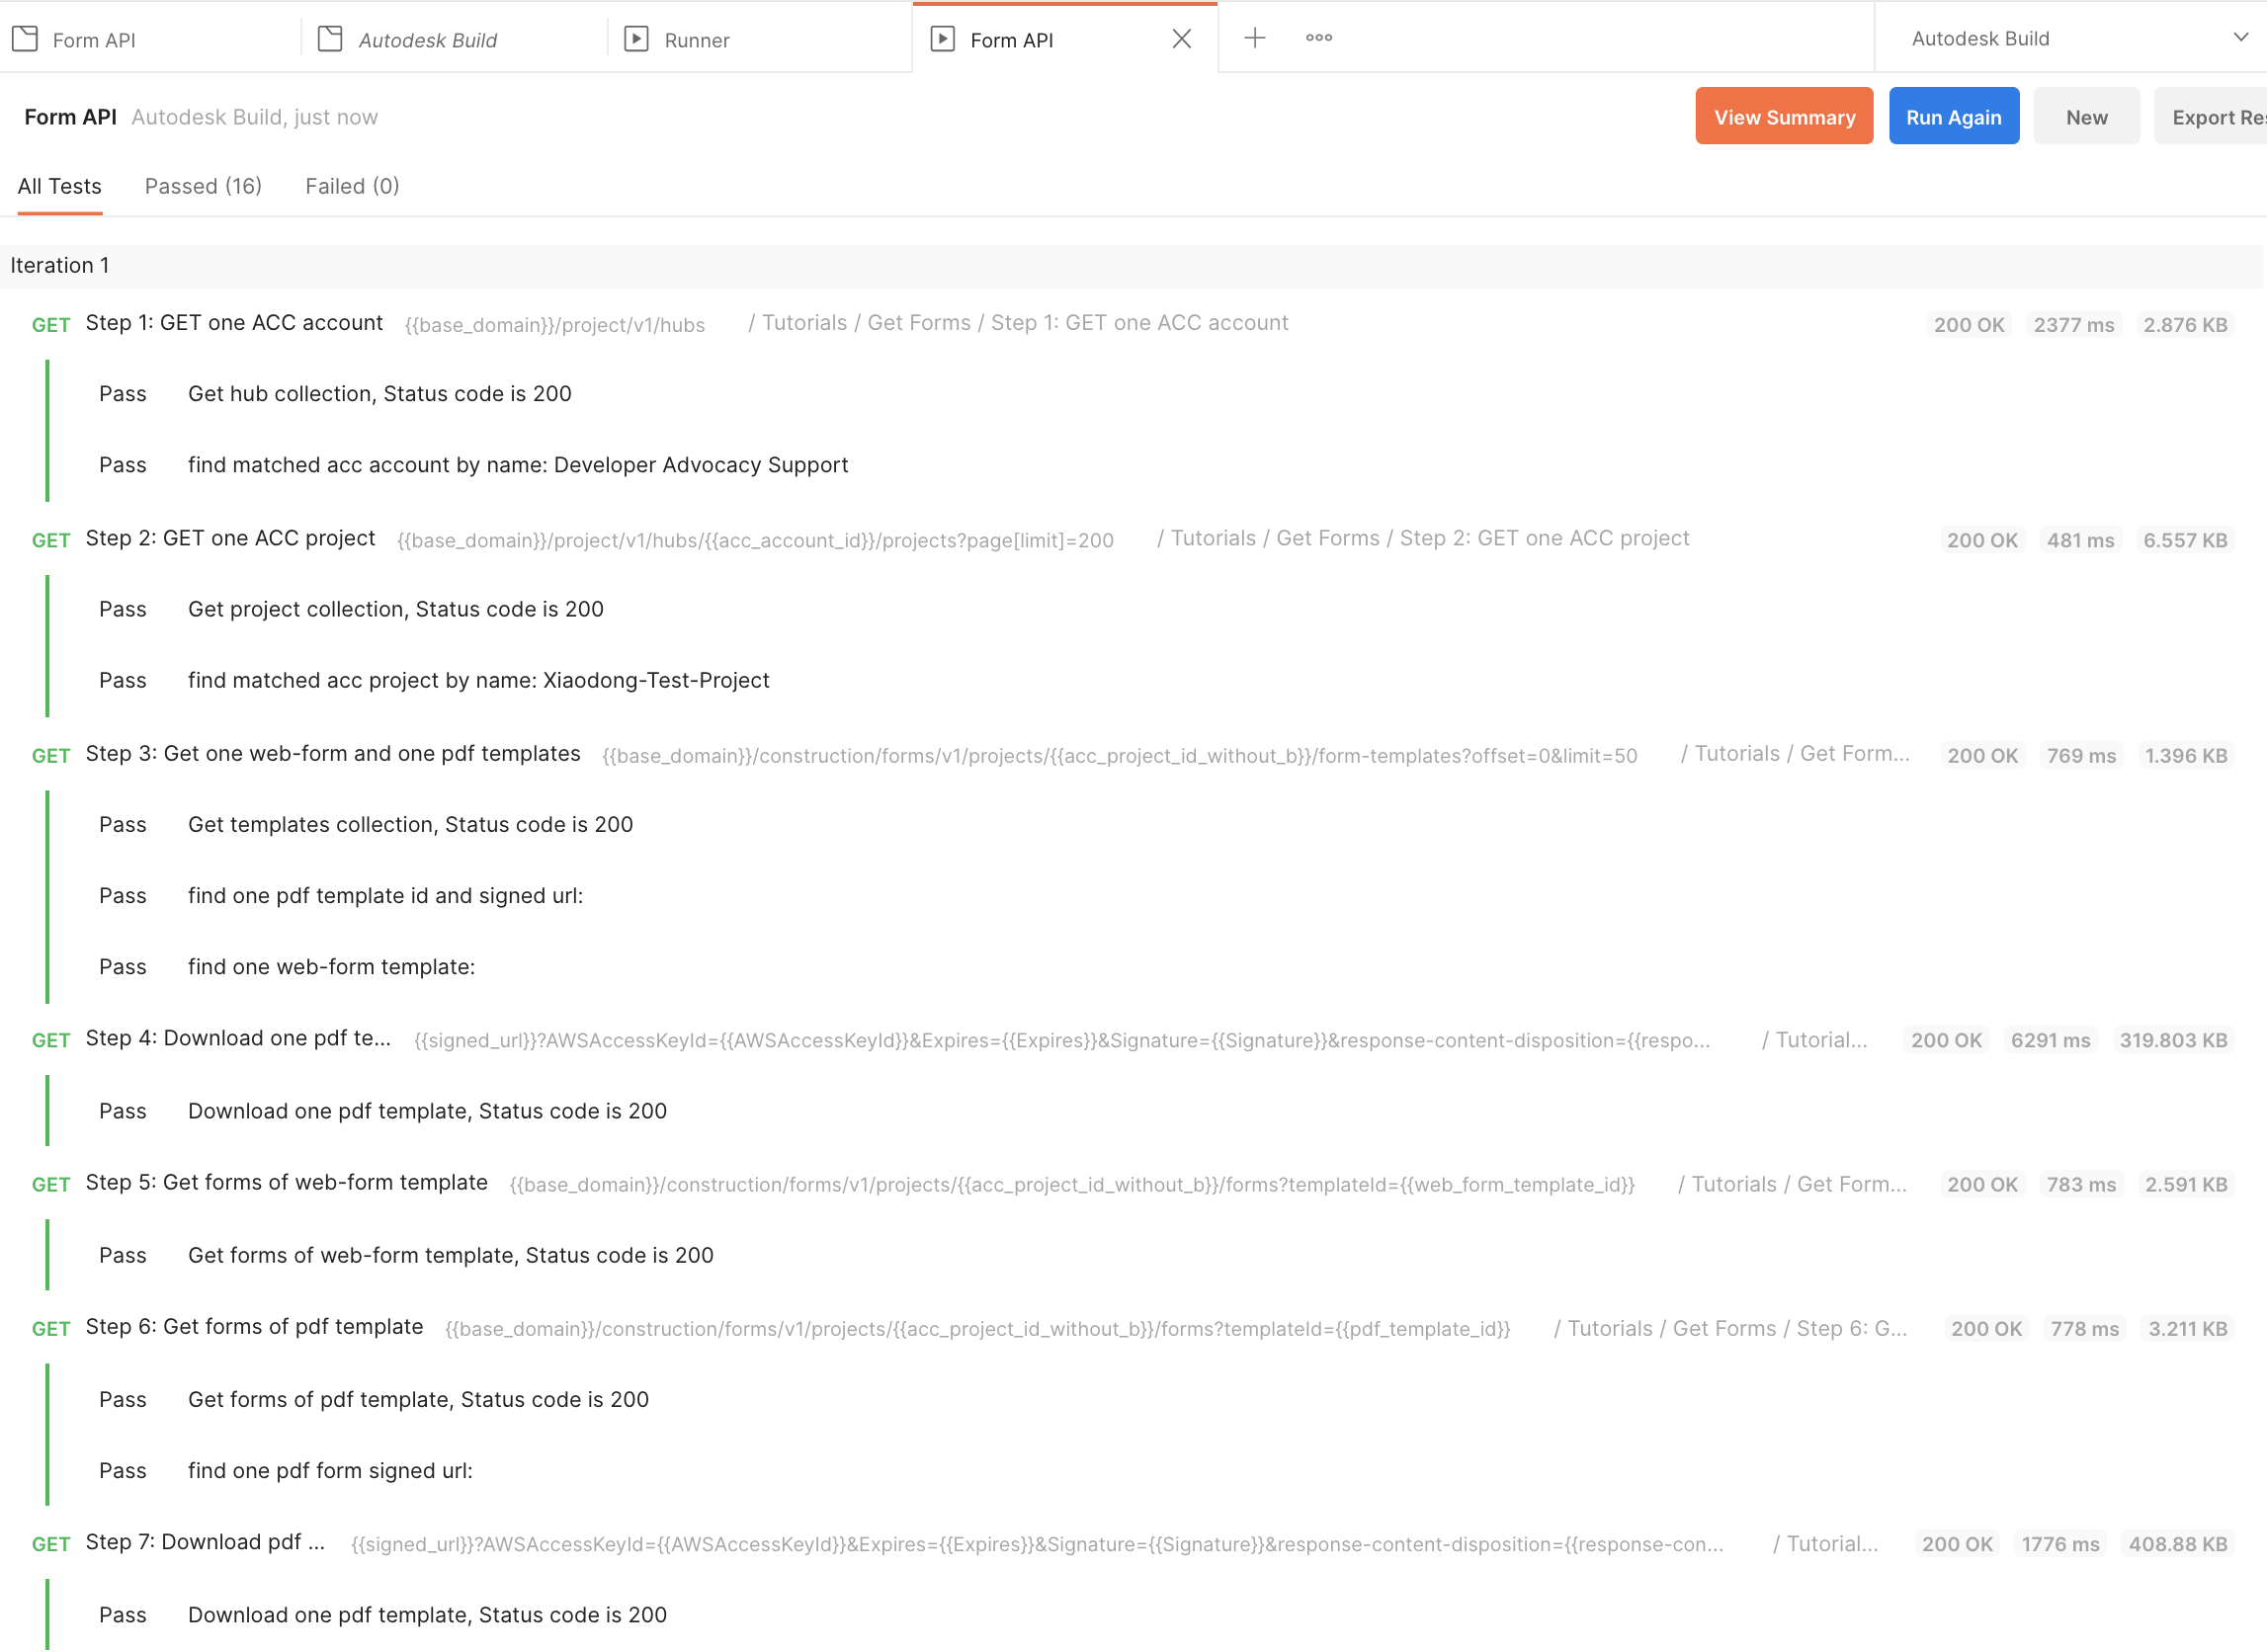 Form API Autodesk Build Runner Form API Autodesk Build
Form API Autodesk Build, just now View Summary Run Again New Export Res
All Tests Passed (16) Failed (0)
Iteration 1
GET Step 1: GET one ACC account {{base_domain}}/project/v1/hubs / Tutorials / Get Forms / Step 1: GET one ACC account 200 OK 2377 ms 2.876 KB
Pass Get hub collection, Status code is 200
Pass find matched acc account by name: Developer Advocacy Support
GET Step 2: GET one ACC project {{base_domain}}/project/v1/hubs/{{acc_account_id}}/projects?page[limit]=200 / Tutorials / Get Forms / Step 2: GET one ACC project 200 OK 481 ms 6.557 KB
Pass Get project collection, Status code is 200
Pass find matched acc project by name: Xiaodong-Test-Project
GET Step 3: Get one web-form and one pdf templates {{base_domain}}/construction/forms/v1/projects/{{acc_project_id_without_b}}/form-templates?offset=0&limit=50 / Tutorials / Get Form... 200 OK 769 ms 1.396 KB
Pass Get templates collection, Status code is 200
Pass find one pdf template id and signed url:
Pass find one web-form template:
GET Step 4: Download one pdf te... {{signed_url}}?AWSAccessKeyId={{AWSAccessKeyId}}&Expires={{Expires}}&Signature={{Signature}}&response-content-disposition={{respo... / Tutorial... 200 OK 6291 ms 319.803 KB
Pass Download one pdf template, Status code is 200
GET Step 5: Get forms of web-form template {{base_domain}}/construction/forms/v1/projects/{{acc_project_id_without_b}}/forms?templateId={{web_form_template_id}} / Tutorials / Get Form... 200 OK 783 ms 2.591 KB
Pass Get forms of web-form template, Status code is 200
GET Step 6: Get forms of pdf template {{base_domain}}/construction/forms/v1/projects/{{acc_project_id_without_b}}/forms?templateId={{pdf_template_id}} / Tutorials / Get Forms / Step 6: G... 200 OK 778 ms 3.211 KB
Pass Get forms of pdf template, Status code is 200
Pass find one pdf form signed url:
GET Step 7: Download pdf ... {{signed_url}}?AWSAccessKeyId={{AWSAccessKeyId}}&Expires={{Expires}}&Signature={{Signature}}&response-content-disposition={{response-con... / Tutorial... 200 OK 1776 ms 408.88 KB
Pass Download one pdf template, Status code is 200